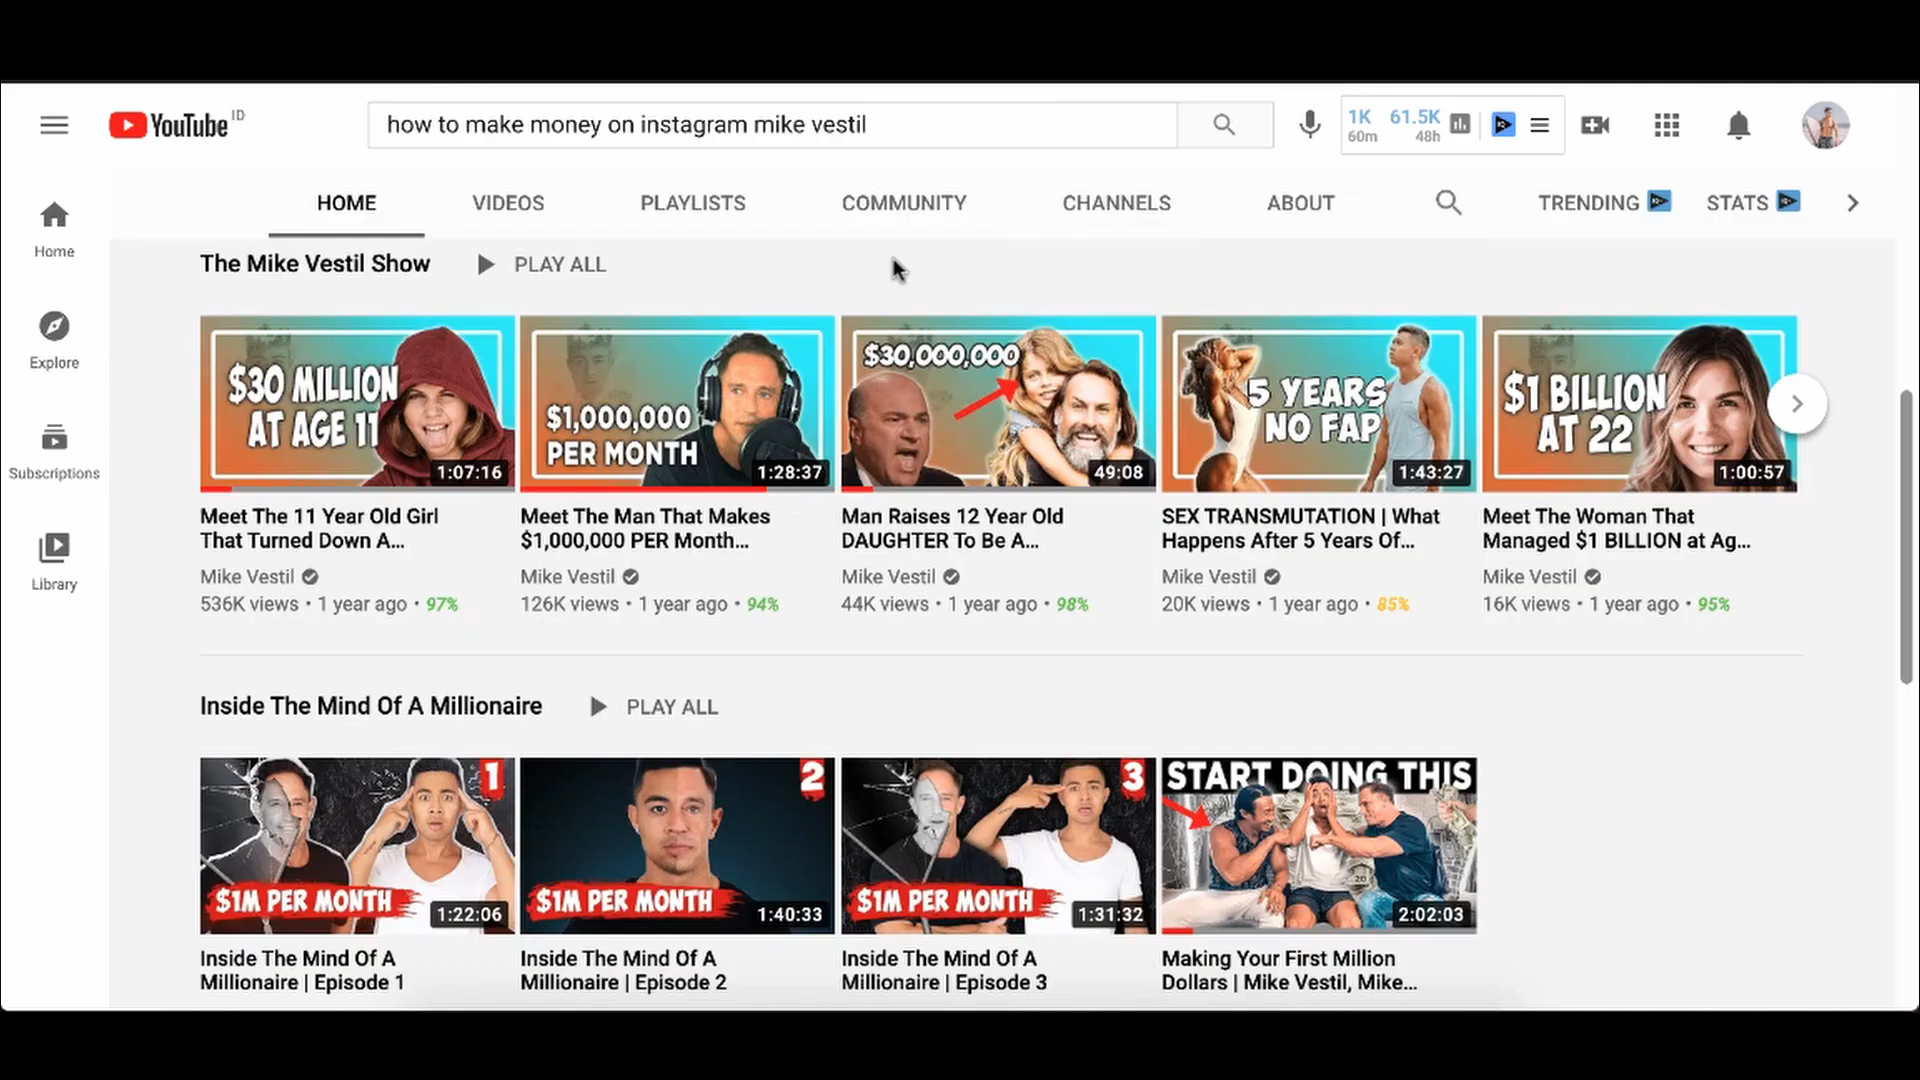 YouTube ID
how to make money on instagram mike vestil
1K 61.5K
60m 48h
HOME VIDEOS PLAYLISTS COMMUNITY CHANNELS ABOUT TRENDING STATS
Home
Explore
Subscriptions
Library
The Mike Vestil Show PLAY ALL
$30 MILLION
AT AGE 11
1:07:16
$1,000,000
PER MONTH
1:28:37
$30,000,000
49:08
5 YEARS
NO FAP
1:43:27
$1 BILLION
AT 22
1:00:57
Meet The 11 Year Old Girl
That Turned Down A...
Mike Vestil
536K views • 1 year ago • 97%
Meet The Man That Makes
$1,000,000 PER Month...
Mike Vestil
126K views • 1 year ago • 94%
Man Raises 12 Year Old
DAUGHTER To Be A...
Mike Vestil
44K views • 1 year ago • 98%
SEX TRANSMUTATION | What
Happens After 5 Years Of...
Mike Vestil
20K views • 1 year ago • 85%
Meet The Woman That
Managed $1 BILLION at Ag...
Mike Vestil
16K views • 1 year ago • 95%
Inside The Mind Of A Millionaire PLAY ALL
1
$1M PER MONTH
1:22:06
2
$1M PER MONTH
1:40:33
3
$1M PER MONTH
1:31:32
START DOING THIS
2:02:03
Inside The Mind Of A
Millionaire | Episode 1
Inside The Mind Of A
Millionaire | Episode 2
Inside The Mind Of A
Millionaire | Episode 3
Making Your First Million
Dollars | Mike Vestil, Mike...